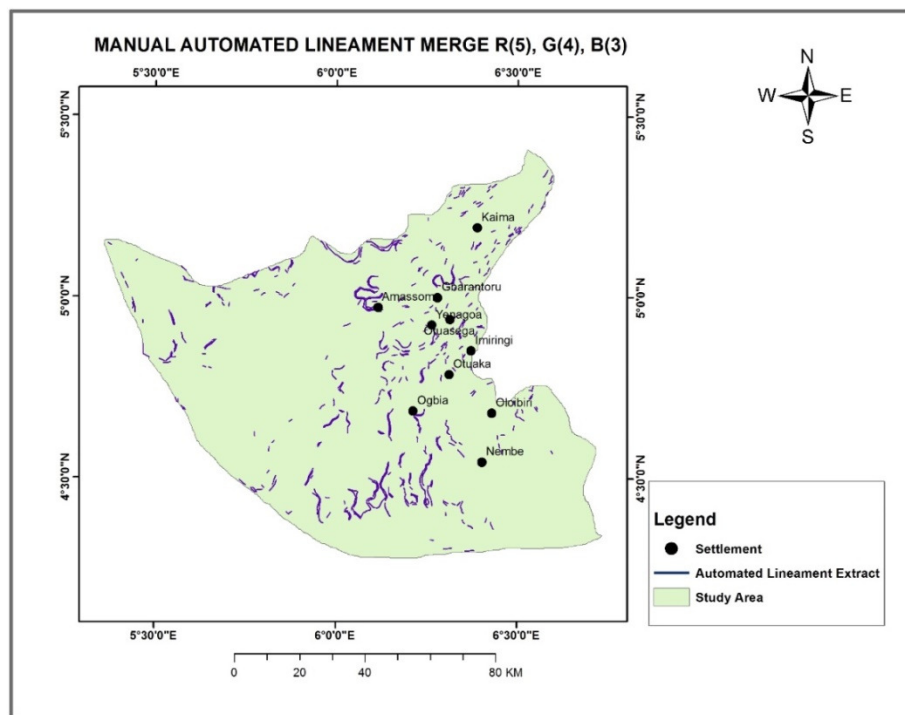 MANUAL AUTOMATED LINEAMENT MERGE R(5), G(4), B(3)
N
W E
S
5°30'0"E 6°0'0"E 6°30'0"E
5°30'0"N 5°30'0"N
Kaima
5°0'0"N 5°0'0"N
Gbarantoru
Amassom
Yenagoa
Otuasega
Imiringi
Otuaka
Ogbia
Oloibiri
Nembe
4°30'0"N 4°30'0"N
Legend
Settlement
Automated Lineament Extract
Study Area
5°30'0"E 6°0'0"E 6°30'0"E
0 20 40 60 80 KM